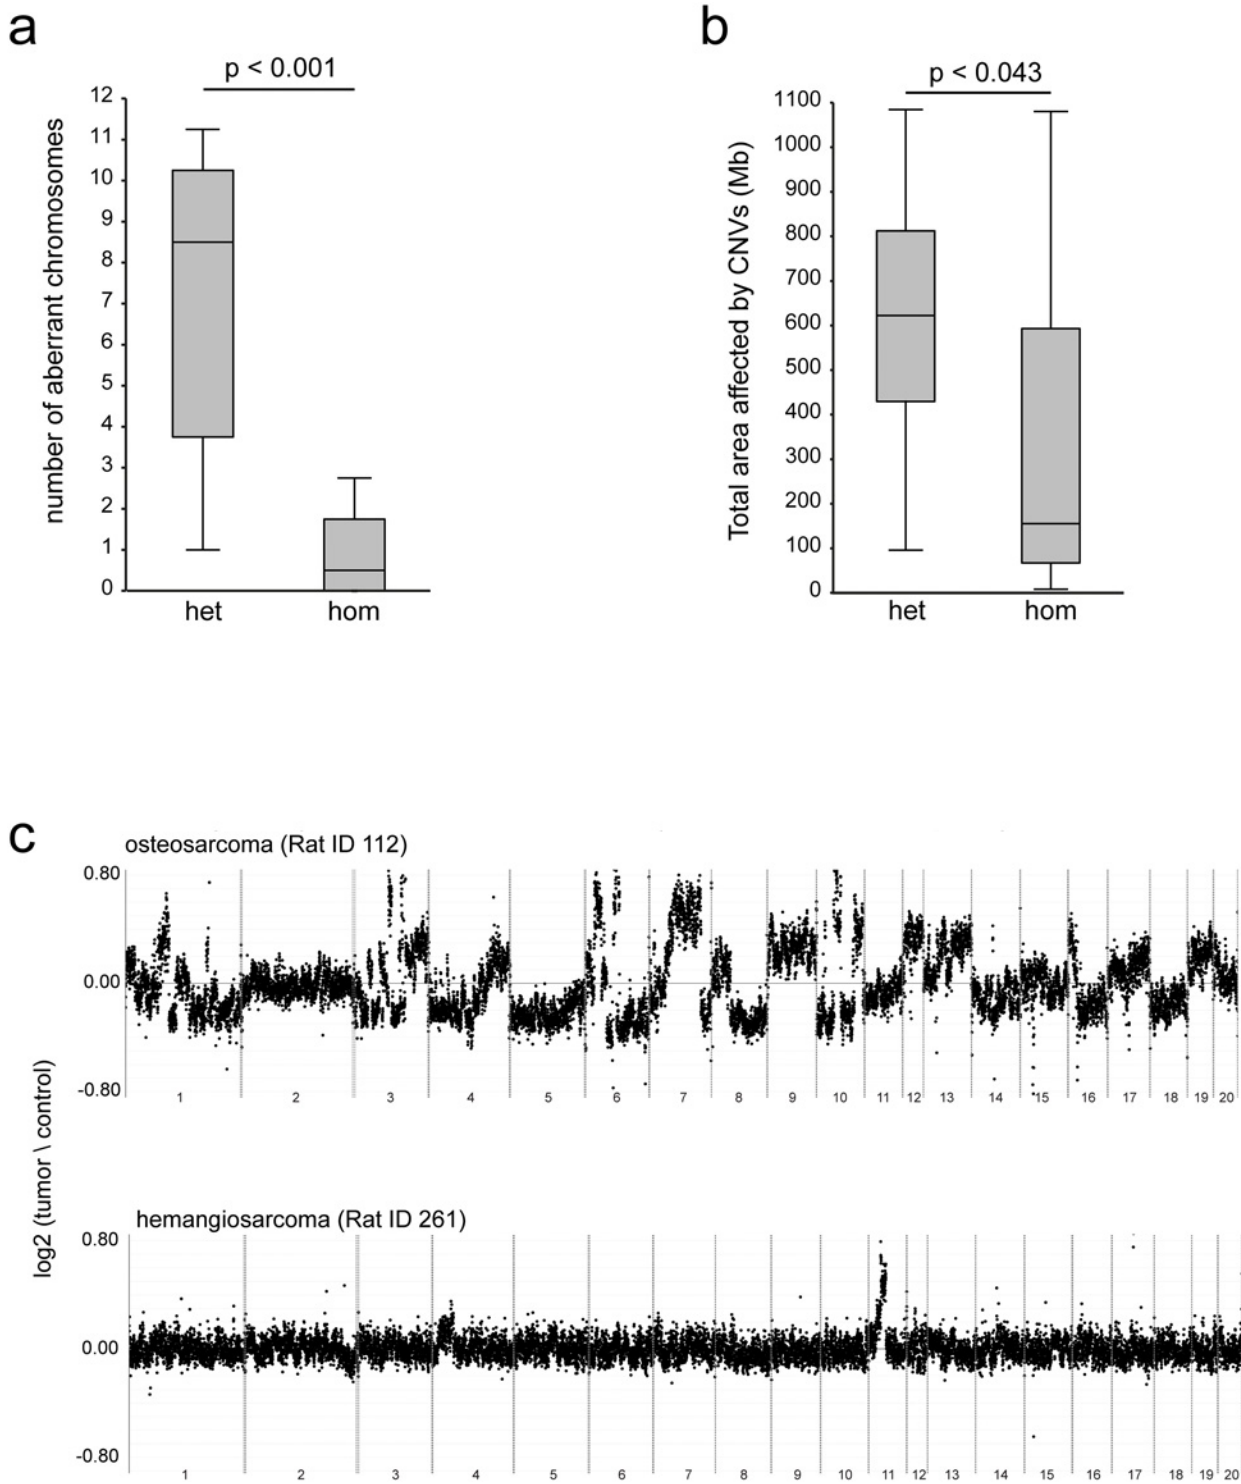 a
p < 0.001
number of aberrant chromosomes
12
11
10
9
8
7
6
5
4
3
2
1
0
het hom
b
p < 0.043
Total area affected by CNVs (Mb)
1100
1000
900
800
700
600
500
400
300
200
100
0
het hom
c
log2 (tumor \ control)
osteosarcoma (Rat ID 112)
0.80
0.00
-0.80
1 2 3 4 5 6 7 8 9 10 11 12 13 14 15 16 17 18 19 20
hemangiosarcoma (Rat ID 261)
0.80
0.00
-0.80
1 2 3 4 5 6 7 8 9 10 11 12 13 14 15 16 17 18 19 20